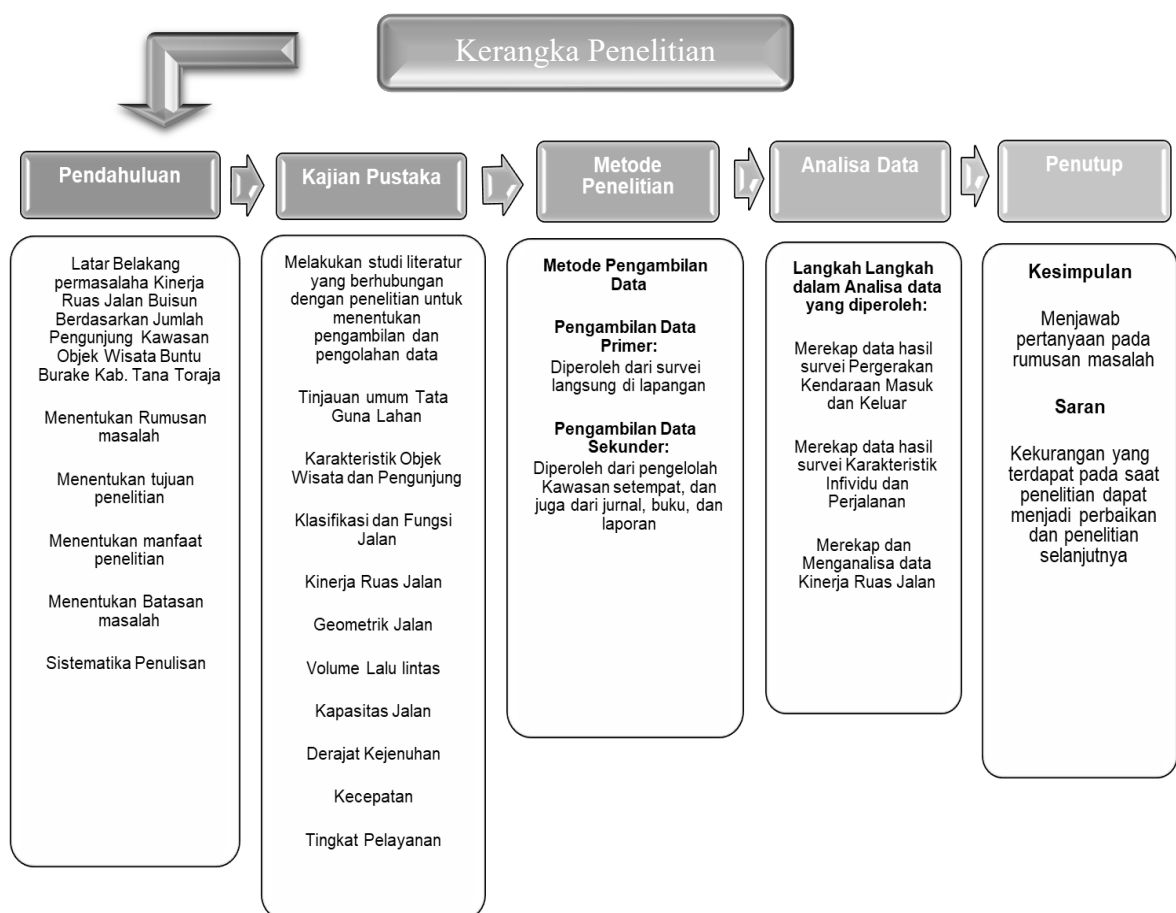 Kerangka Penelitian
Pendahuluan
Kajian Pustaka
Metode
Penelitian
Analisa Data
Penutup
Latar Belakang
permasalaha Kinerja
Ruas Jalan Buisun
Berdasarkan Jumlah
Pengunjung Kawasan
Objek Wisata Buntu
Burake Kab. Tana Toraja
Menentukan Rumusan
masalah
Menentukan tujuan
penelitian
Menentukan manfaat
penelitian
Menentukan Batasan
masalah
Sistematika Penulisan
Melakukan studi literatur
yang berhubungan
dengan penelitian untuk
menentukan
pengambilan dan
pengolahan data
Tinjauan umum Tata
Guna Lahan
Karakteristik Objek
Wisata dan Pengunjung
Klasifikasi dan Fungsi
Jalan
Kinerja Ruas Jalan
Geometrik Jalan
Volume Lalu lintas
Kapasitas Jalan
Derajat Kejenuhan
Kecepatan
Tingkat Pelayanan
Metode Pengambilan
Data
Pengambilan Data
Primer:
Diperoleh dari survei
langsung di lapangan
Pengambilan Data
Sekunder:
Diperoleh dari pengelolah
Kawasan setempat, dan
juga dari jurnal, buku, dan
laporan
Langkah Langkah
dalam Analisa data
yang diperoleh:
Merekap data hasil
survei Pergerakan
Kendaraan Masuk
dan Keluar
Merekap data hasil
survei Karakteristik
Infividu dan
Perjalanan
Merekap dan
Menganalisa data
Kinerja Ruas Jalan
Kesimpulan
Menjawab
pertanyaan pada
rumusan masalah
Saran
Kekurangan yang
terdapat pada saat
penelitian dapat
menjadi perbaikan
dan penelitian
selanjutnya